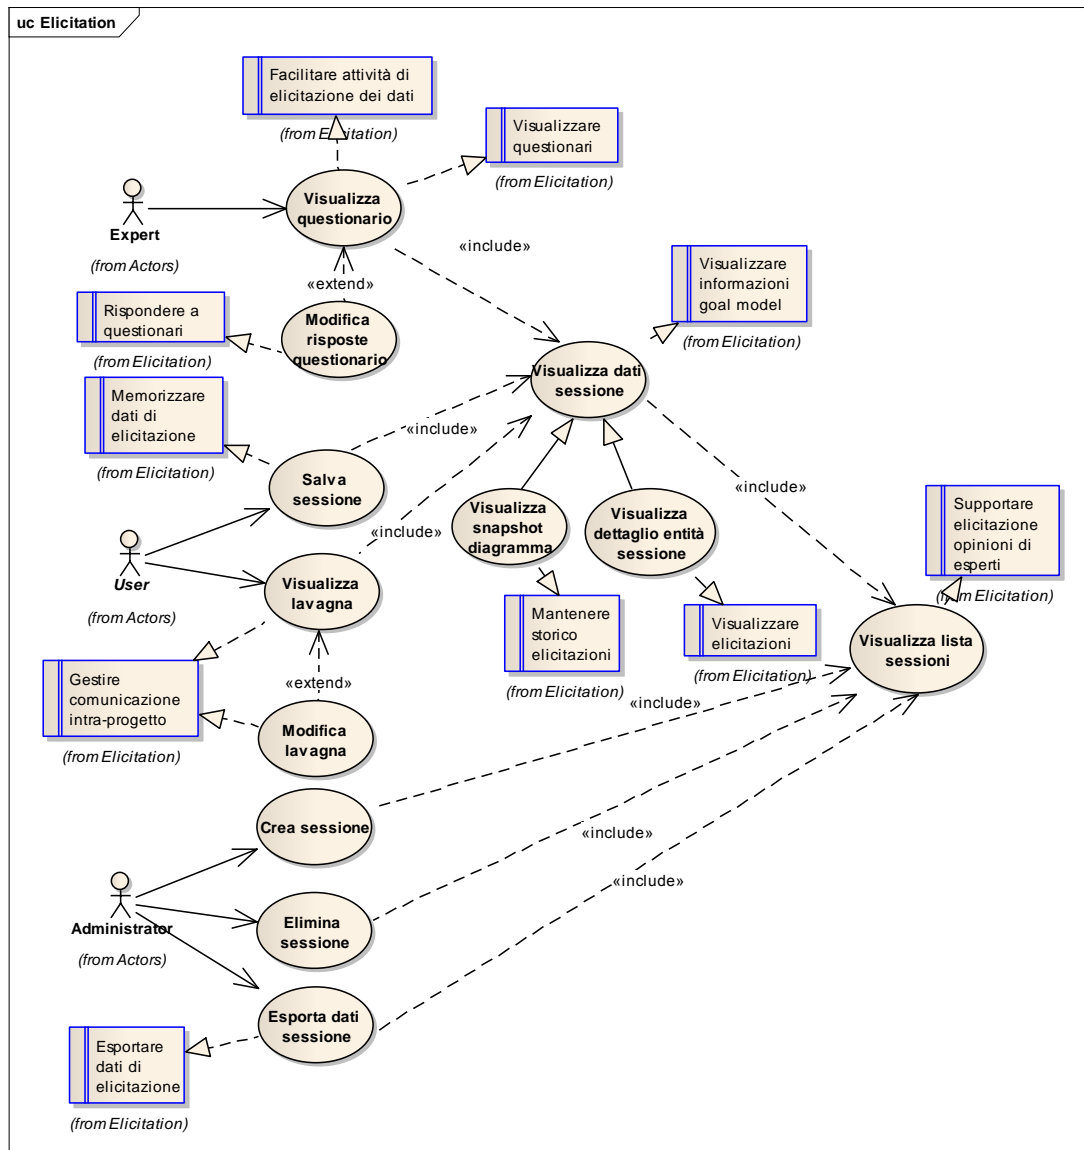 uc Elicitation
Facilitare attività di
elicitazione dei dati
(from Elicitation)
Visualizzare
questionari
(from Elicitation)
Visualizza
questionario
Expert
(from Actors)
«include»
Visualizzare
informazioni
goal model
(from Elicitation)
«extend»
Rispondere a
questionari
(from Elicitation)
Modifica
risposte
questionario
Visualizza dati
sessione
Memorizzare
dati di
elicitazione
(from Elicitation)
«include»
Salva
sessione
«include»
Visualizza
snapshot
diagramma
Visualizza
dettaglio entità
sessione
«include»
Supportare
elicitazione
opinioni di
esperti
(from Elicitation)
User
(from Actors)
Visualizza
lavagna
Mantenere
storico
elicitazioni
(from Elicitation)
Visualizzare
elicitazioni
(from Elicitation)
Visualizza lista
sessioni
Gestire
comunicazione
intra-progetto
(from Elicitation)
«extend»
Modifica
lavagna
«include»
Crea sessione
«include»
«include»
Administrator
(from Actors)
Elimina
sessione
Esporta dati
sessione
Esportare
dati di
elicitazione
(from Elicitation)